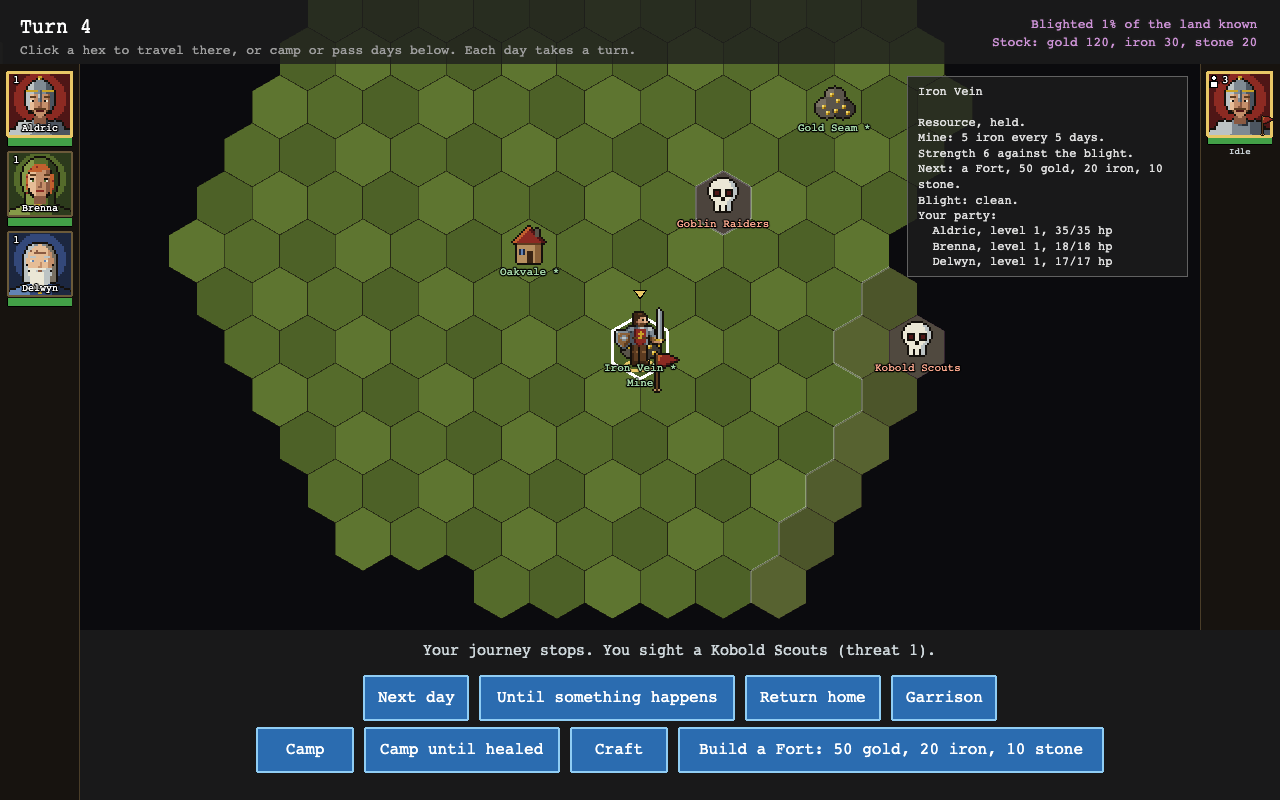 Turn 4
Click a hex to travel there, or camp or pass days below. Each day takes a turn.
Blighted 1% of the land known
Stock: gold 120, iron 30, stone 20
1
Aldric
1
Brenna
1
Delwyn
3
Idle
Gold Seam *
Goblin Raiders
Oakvale *
Iron Vein *
Mine
Kobold Scouts
Iron Vein
Resource, held.
Mine: 5 iron every 5 days.
Strength 6 against the blight.
Next: a Fort, 50 gold, 20 iron, 10
stone.
Blight: clean.
Your party:
Aldric, level 1, 35/35 hp
Brenna, level 1, 18/18 hp
Delwyn, level 1, 17/17 hp
Your journey stops. You sight a Kobold Scouts (threat 1).
Next day
Until something happens
Return home
Garrison
Camp
Camp until healed
Craft
Build a Fort: 50 gold, 20 iron, 10 stone